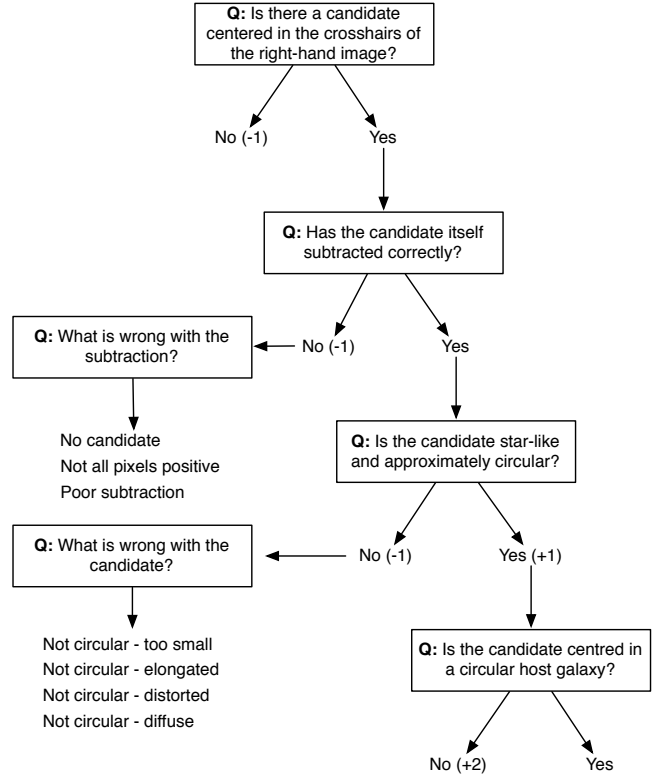 Q: Is there a candidate
centered in the crosshairs of
the right-hand image?
No (-1)
Yes
Q: Has the candidate itself
subtracted correctly?
Q: What is wrong with the
subtraction?
No (-1)
Yes
No candidate
Not all pixels positive
Poor subtraction
Q: Is the candidate star-like
and approximately circular?
Q: What is wrong with the
candidate?
No (-1)
Yes (+1)
Not circular - too small
Not circular - elongated
Not circular - distorted
Not circular - diffuse
Q: Is the candidate centred in
a circular host galaxy?
No (+2)
Yes